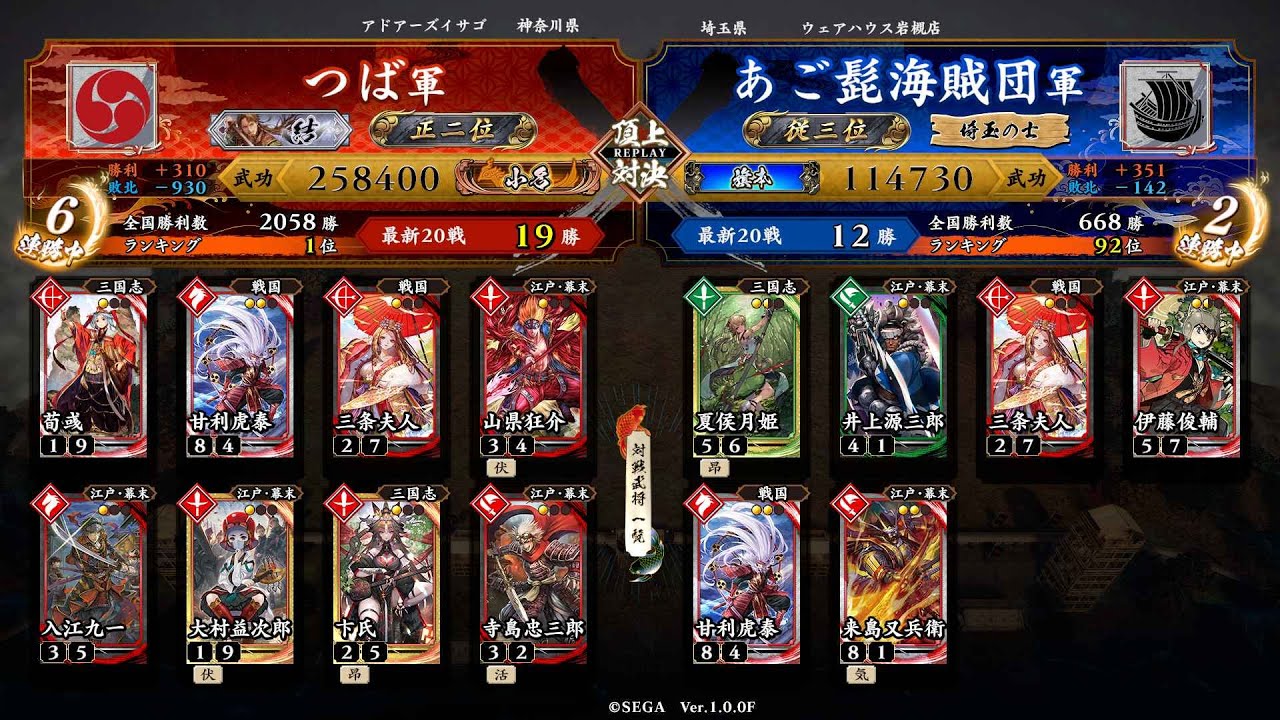 アドアーズイサゴ 神奈川県
埼玉県 ウェアハウス岩槻店
つば軍
あご髭海賊団軍
結 正二位
従三位 埼玉の士
頂上
REPLAY
対決
勝利 +310
敗北 -930
武功 258400 小名
旗本 114730 武功
勝利 +351
敗北 -142
6
連勝中
全国勝利数 2058勝
ランキング 1位
最新20戦 19勝
最新20戦 12勝
全国勝利数 668勝
ランキング 92位
2
連勝中
三国志
荀彧
1 9
戦国
甘利虎泰
8 4
戦国
三条夫人
2 7
江戸・幕末
山県狂介
3 4
伏
三国志
夏侯月姫
5 6
昴
江戸・幕末
井上源三郎
4 1
戦国
三条夫人
2 7
江戸・幕末
伊藤俊輔
5 7
対戦武将一覧
江戸・幕末
入江九一
3 5
江戸・幕末
大村益次郎
1 9
伏
三国志
卞氏
2 5
昴
江戸・幕末
寺島忠三郎
3 2
活
戦国
甘利虎泰
8 4
江戸・幕末
来島又兵衛
8 1
気
©SEGA Ver.1.0.0F